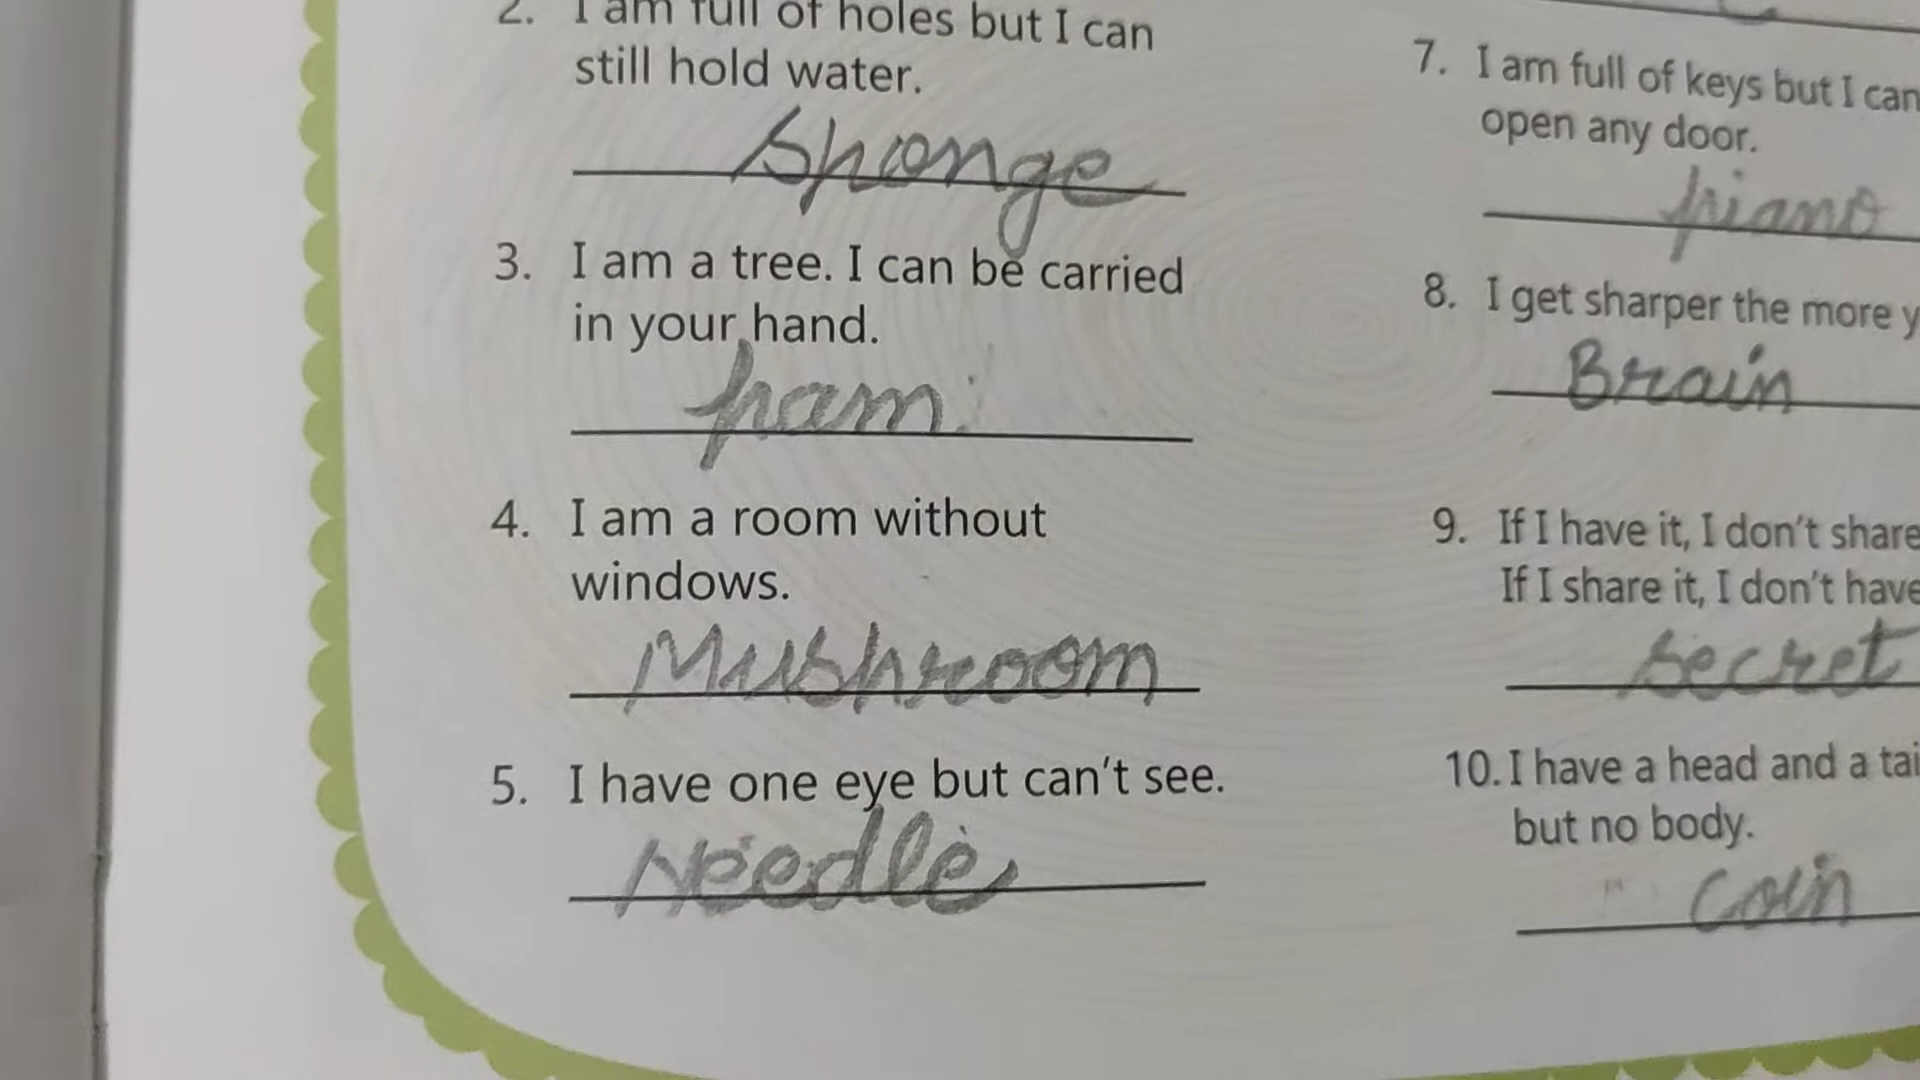 2. I am full of holes but I can
still hold water.
Sponge
3. I am a tree. I can be carried
in your hand.
pam
4. I am a room without
windows.
Mushroom
5. I have one eye but can't see.
Needle
7. I am full of keys but I can
open any door.
piano
8. I get sharper the more
Brain
9. If I have it, I don't share
If I share it, I don't have
secret
10. I have a head and a
but no body.
Coin